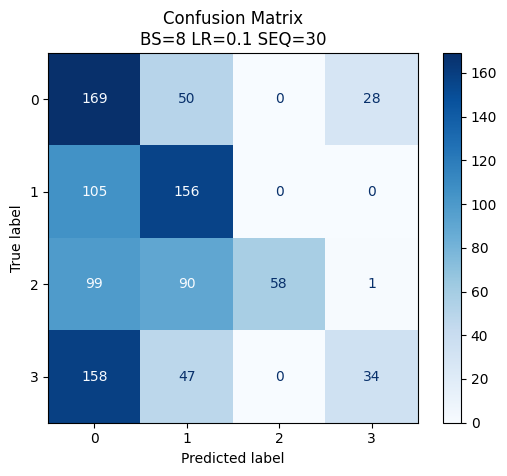 Confusion Matrix
BS=8 LR=0.1 SEQ=30
0 169 50 0 28
1 105 156 0 0
2 99 90 58 1
3 158 47 0 34
0 1 2 3
True label
Predicted label
160
140
120
100
80
60
40
20
0